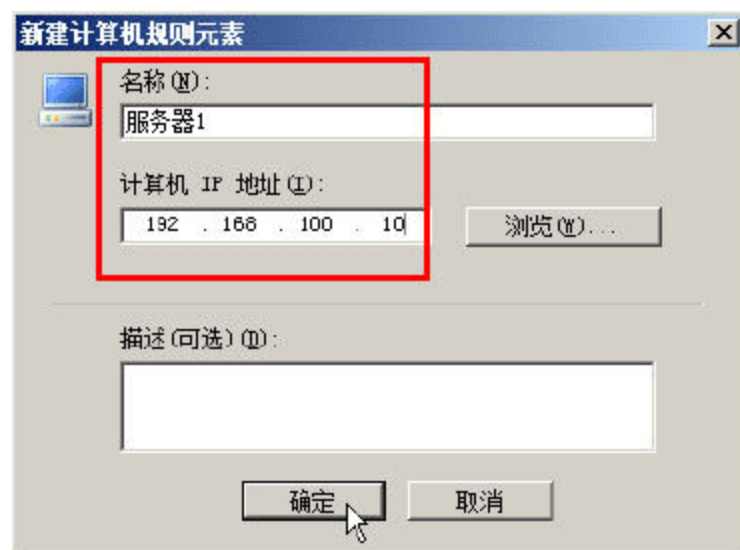 新建计算机规则元素
名称(N):
服务器1
计算机 IP 地址(I):
192 . 168 . 100 . 10
浏览(W)...
描述(可选)(D):
确定
取消